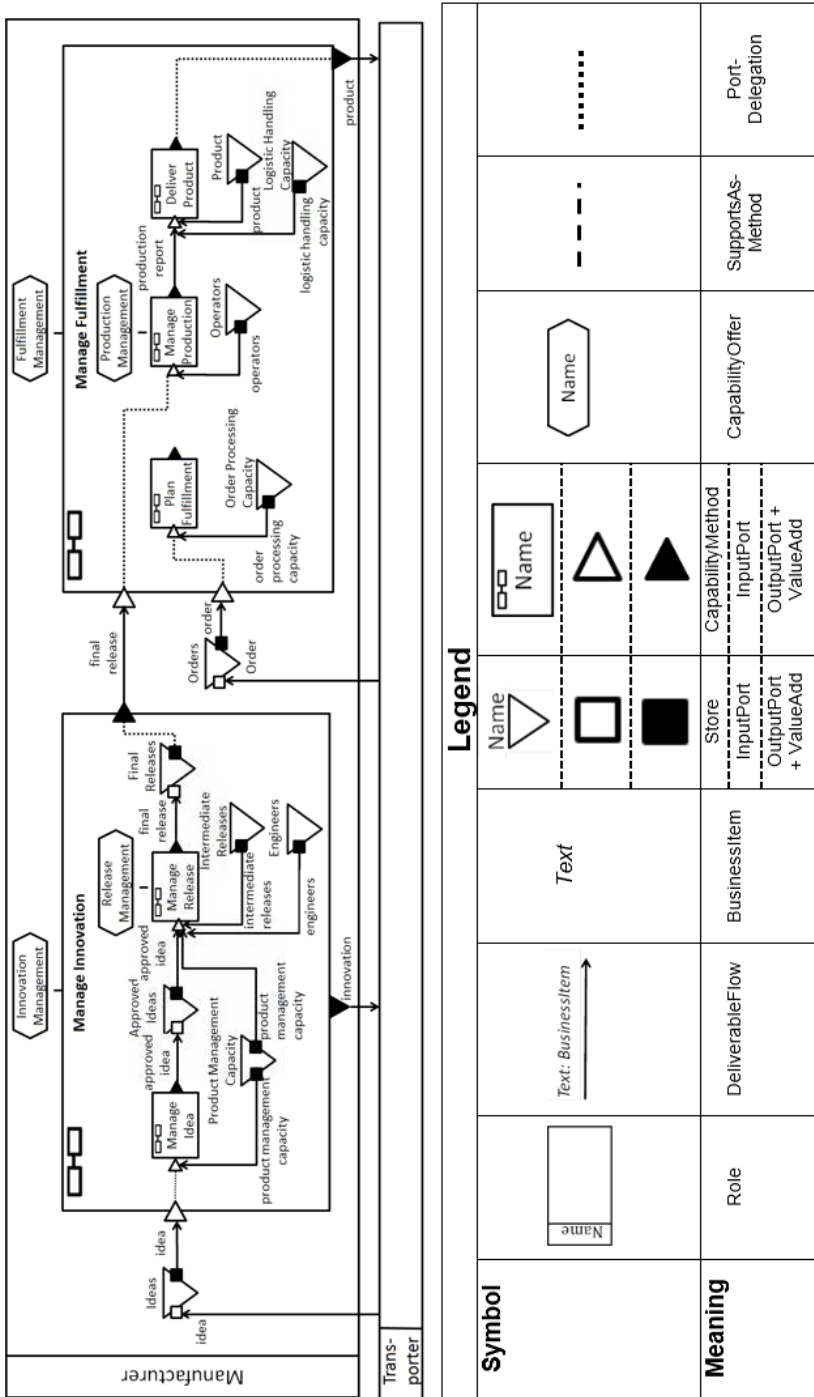 Manufacturer
Trans-
porter
Innovation
Management
Manage Innovation
idea
Ideas
idea
Manage
Idea
product management
capacity
approved
idea
Product Management
Capacity
product
management
capacity
Approved
Ideas
approved
idea
Release
Management
Manage
Release
Intermediate
Releases
intermediate
releases
Engineers
engineers
final
release
Final
Releases
innovation
final
release
Orders
order
Order
Fulfillment
Management
Manage Fulfillment
Plan
Fulfillment
Order Processing
Capacity
order
processing
capacity
Production
Management
Manage
Production
Operators
operators
production
report
Deliver
Product
Product
product
Logistic Handling
Capacity
logistic handling
capacity
product
Legend
Symbol
Name
Text: BusinessItem
Text
Name
Name
Name
Meaning
Role
DeliverableFlow
BusinessItem
Store
InputPort
OutputPort
+ ValueAdd
CapabilityMethod
InputPort
OutputPort +
ValueAdd
CapabilityOffer
SupportsAs-
Method
Port-
Delegation